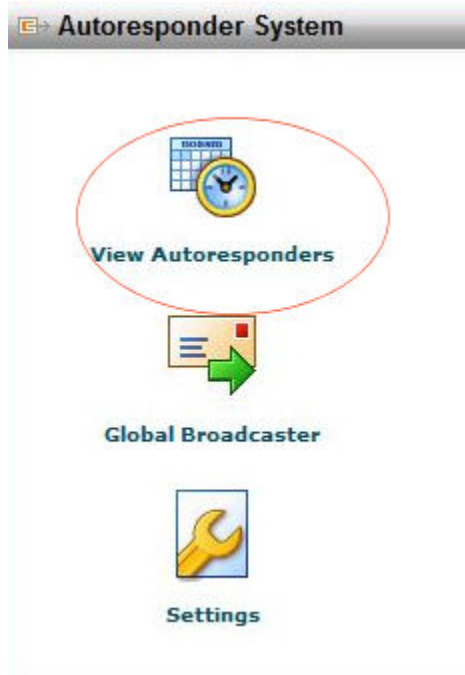 Autoresponder System
View Autoresponders
Global Broadcaster
Settings